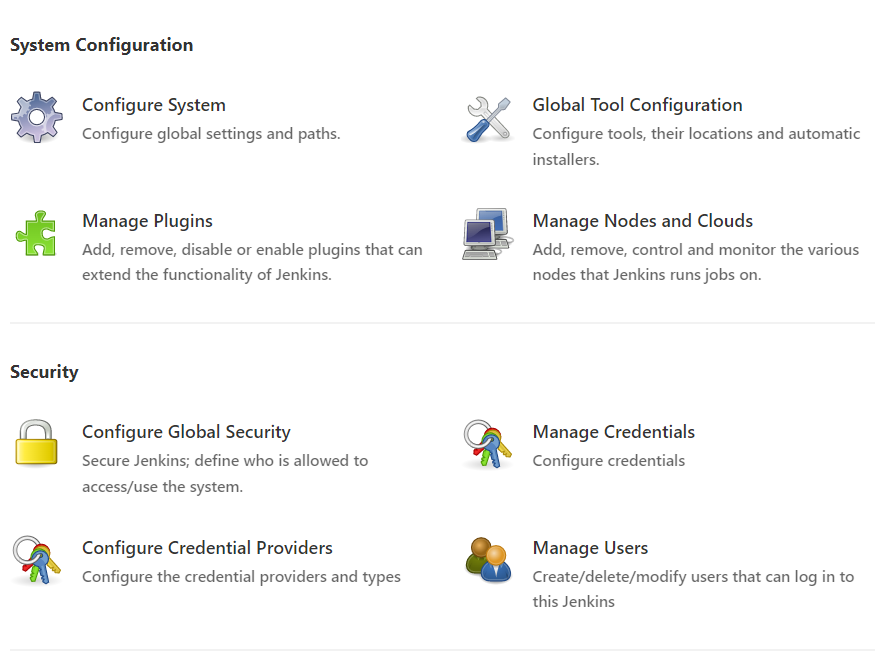 System Configuration
Configure System
Configure global settings and paths.
Global Tool Configuration
Configure tools, their locations and automatic
installers.
Manage Plugins
Add, remove, disable or enable plugins that can
extend the functionality of Jenkins.
Manage Nodes and Clouds
Add, remove, control and monitor the various
nodes that Jenkins runs jobs on.
Security
Configure Global Security
Secure Jenkins; define who is allowed to
access/use the system.
Manage Credentials
Configure credentials
Configure Credential Providers
Configure the credential providers and types
Manage Users
Create/delete/modify users that can log in to
this Jenkins